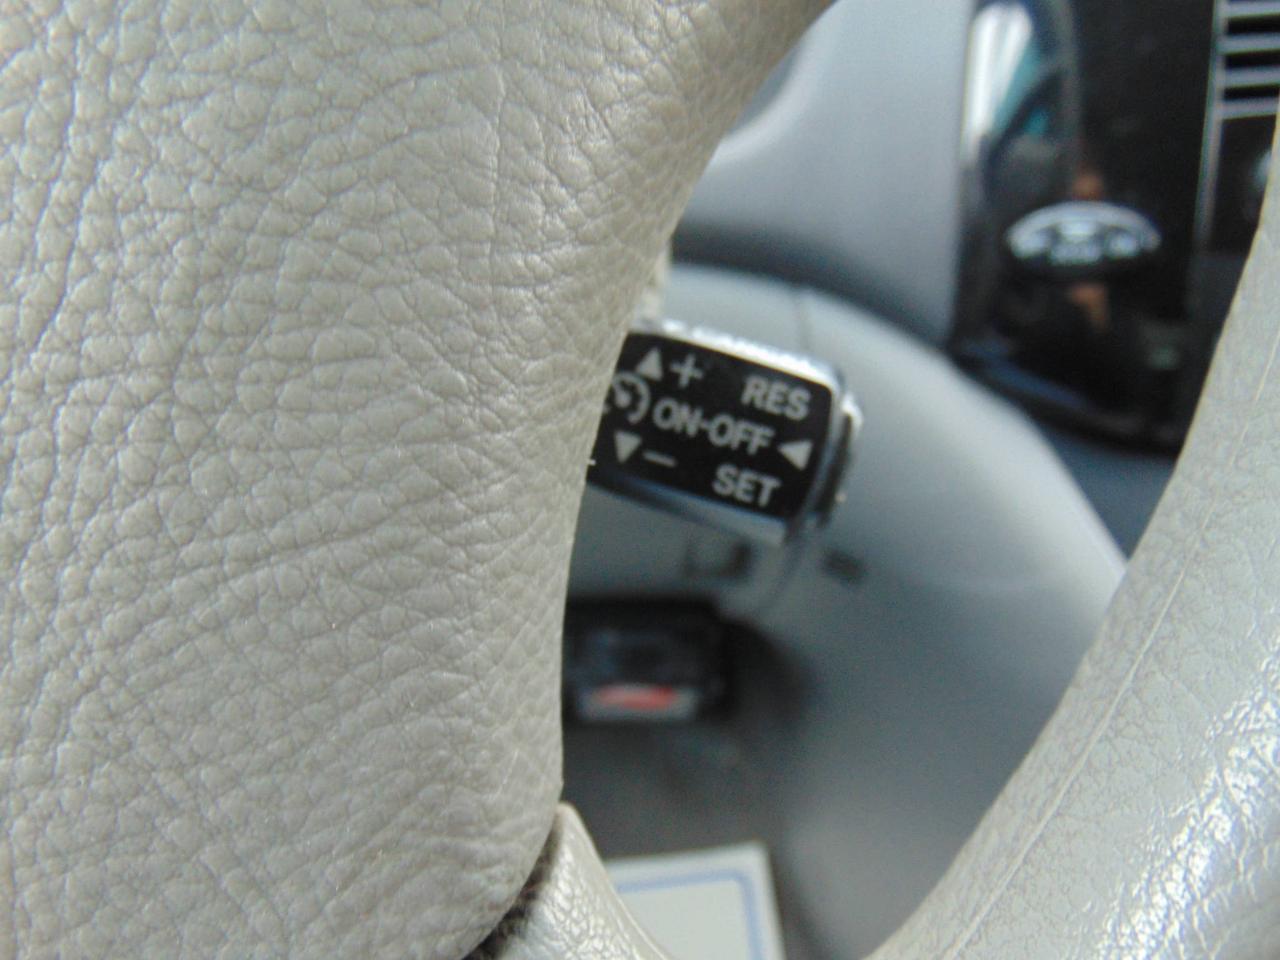 + RES
ON-OFF
- SET